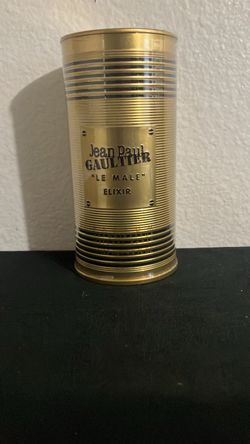 Jean Paul
GAULTIER
"LE MALE"
ELIXIR